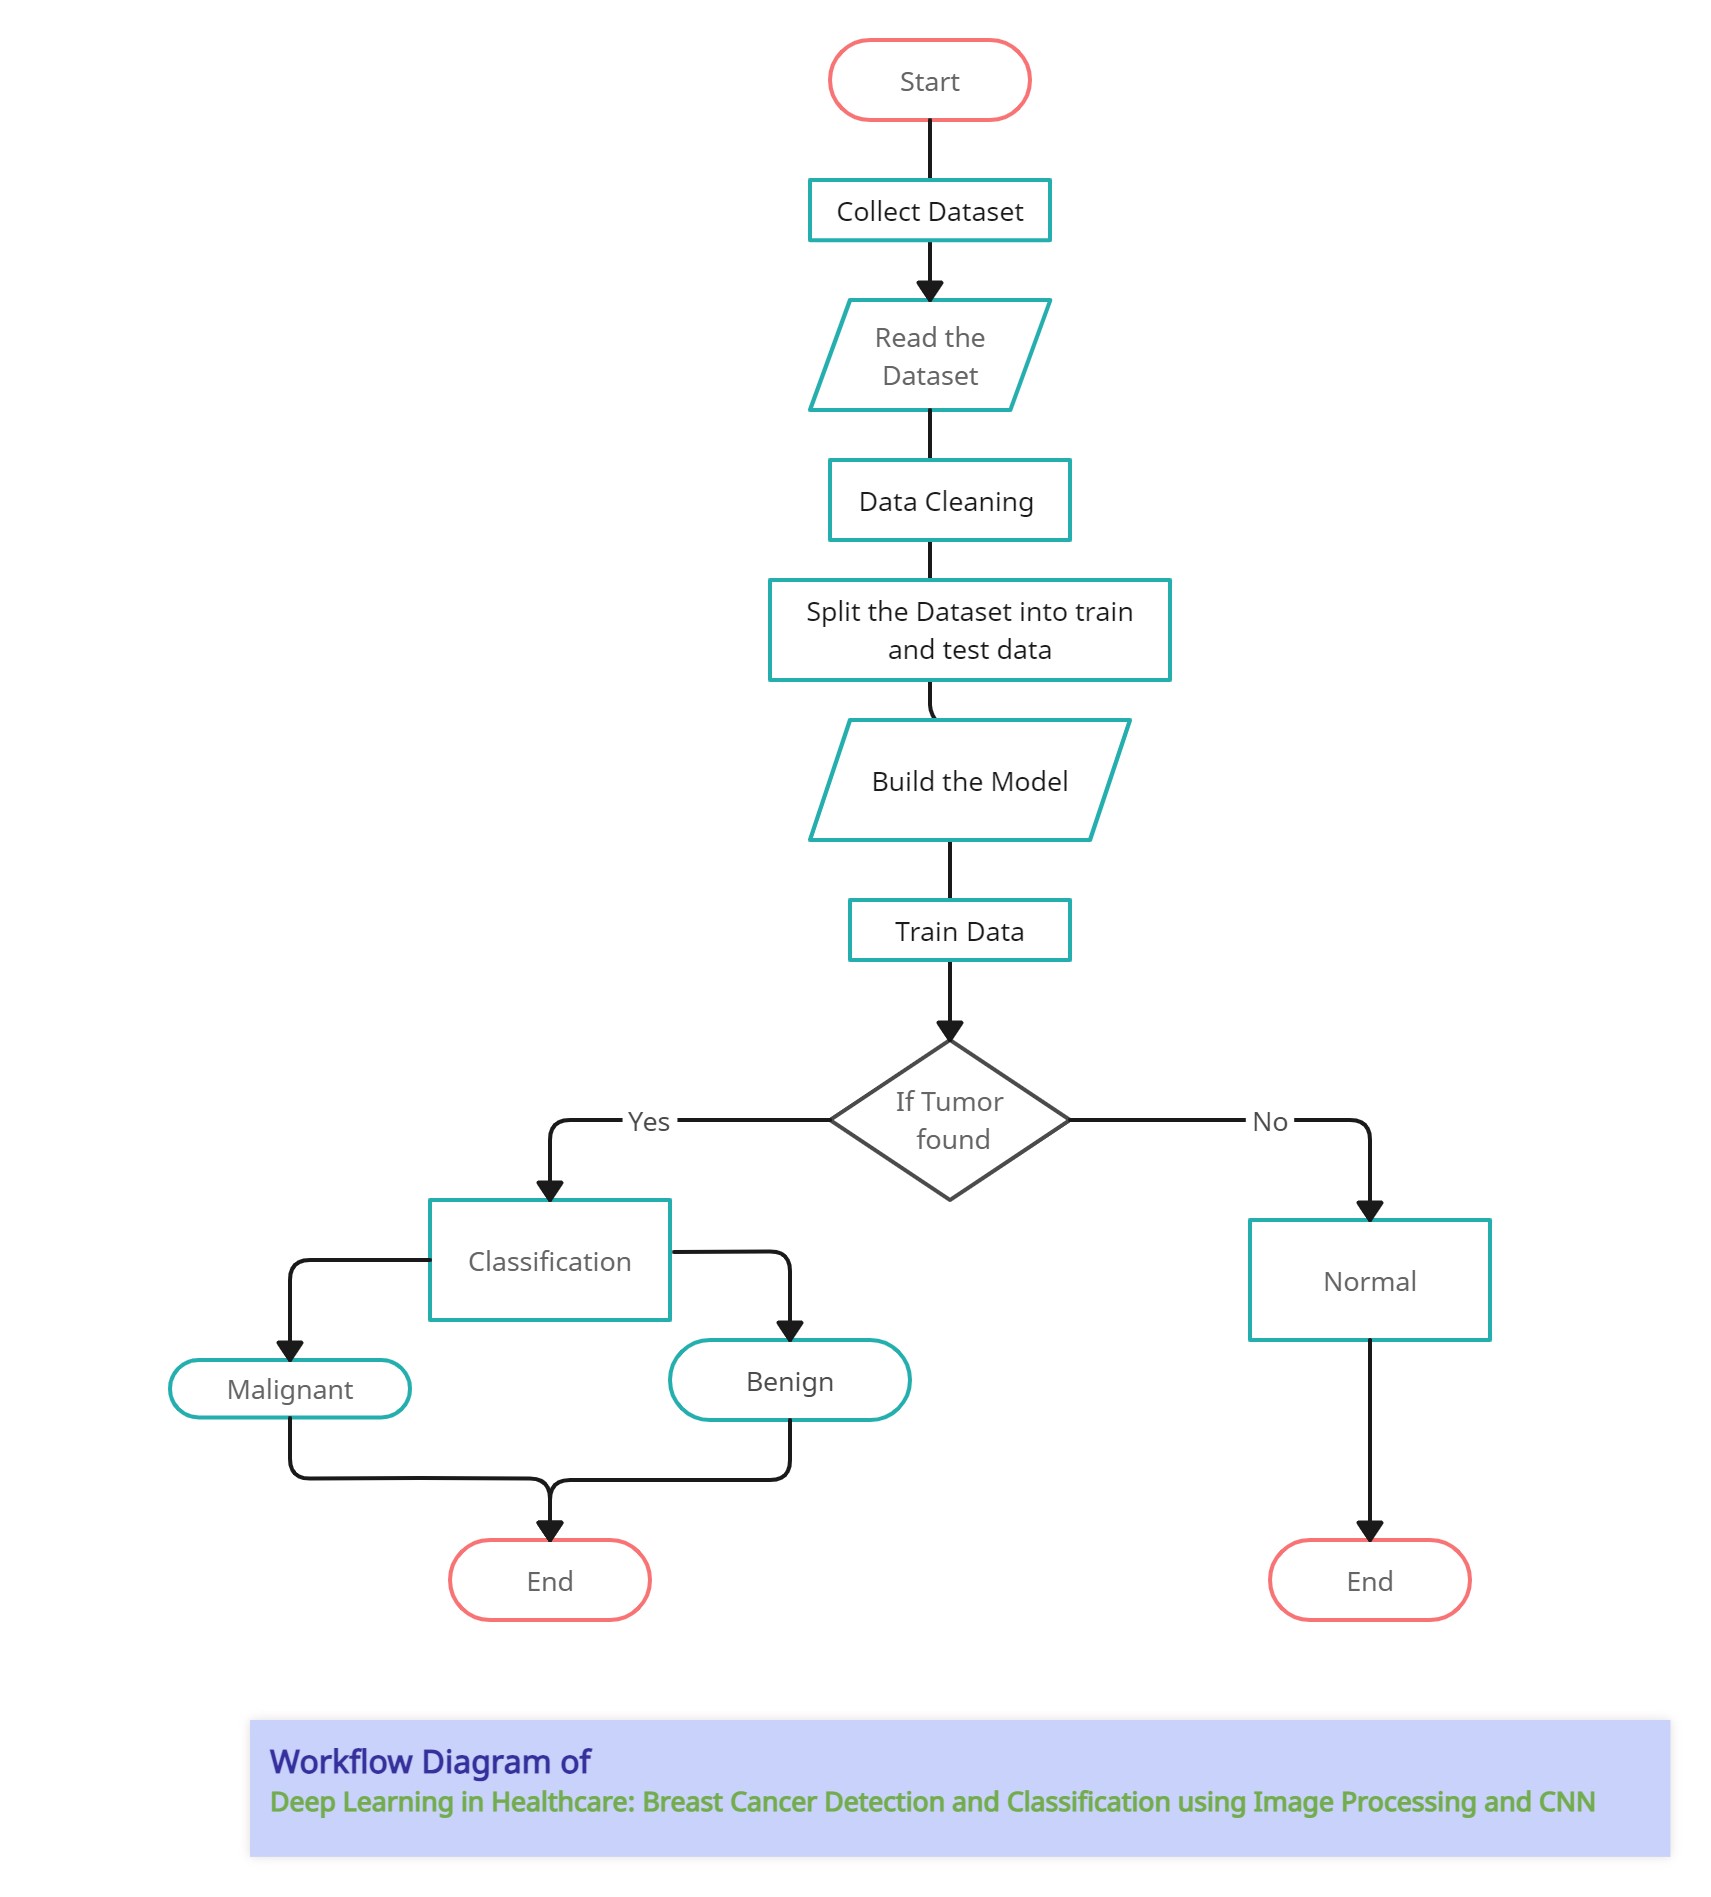 Start
Collect Dataset
Read the
Dataset
Data Cleaning
Split the Dataset into train
and test data
Build the Model
Train Data
If Tumor
found
Yes
No
Classification
Normal
Malignant
Benign
End
End
Workflow Diagram of
Deep Learning in Healthcare: Breast Cancer Detection and Classification using Image Processing and CNN